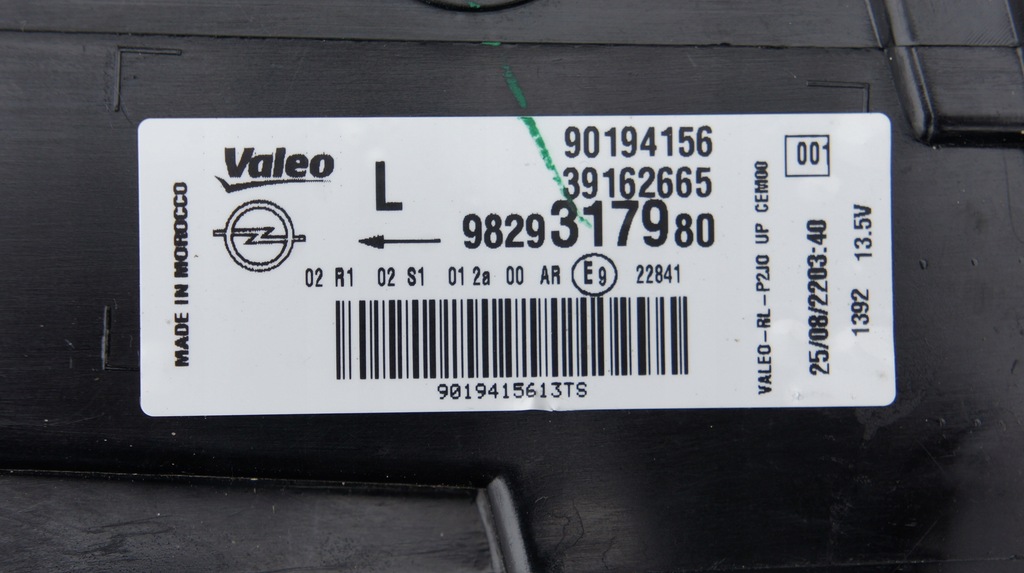 MADE IN MOROCCO
Valeo
L
90194156
39162665
9829317980
02 R1 02 S1 01 2a 00 AR E9 22841
9019415613TS
VALEO-RL-P2JO UP CEM00
001
25/08/2203:40
1392 13.5V